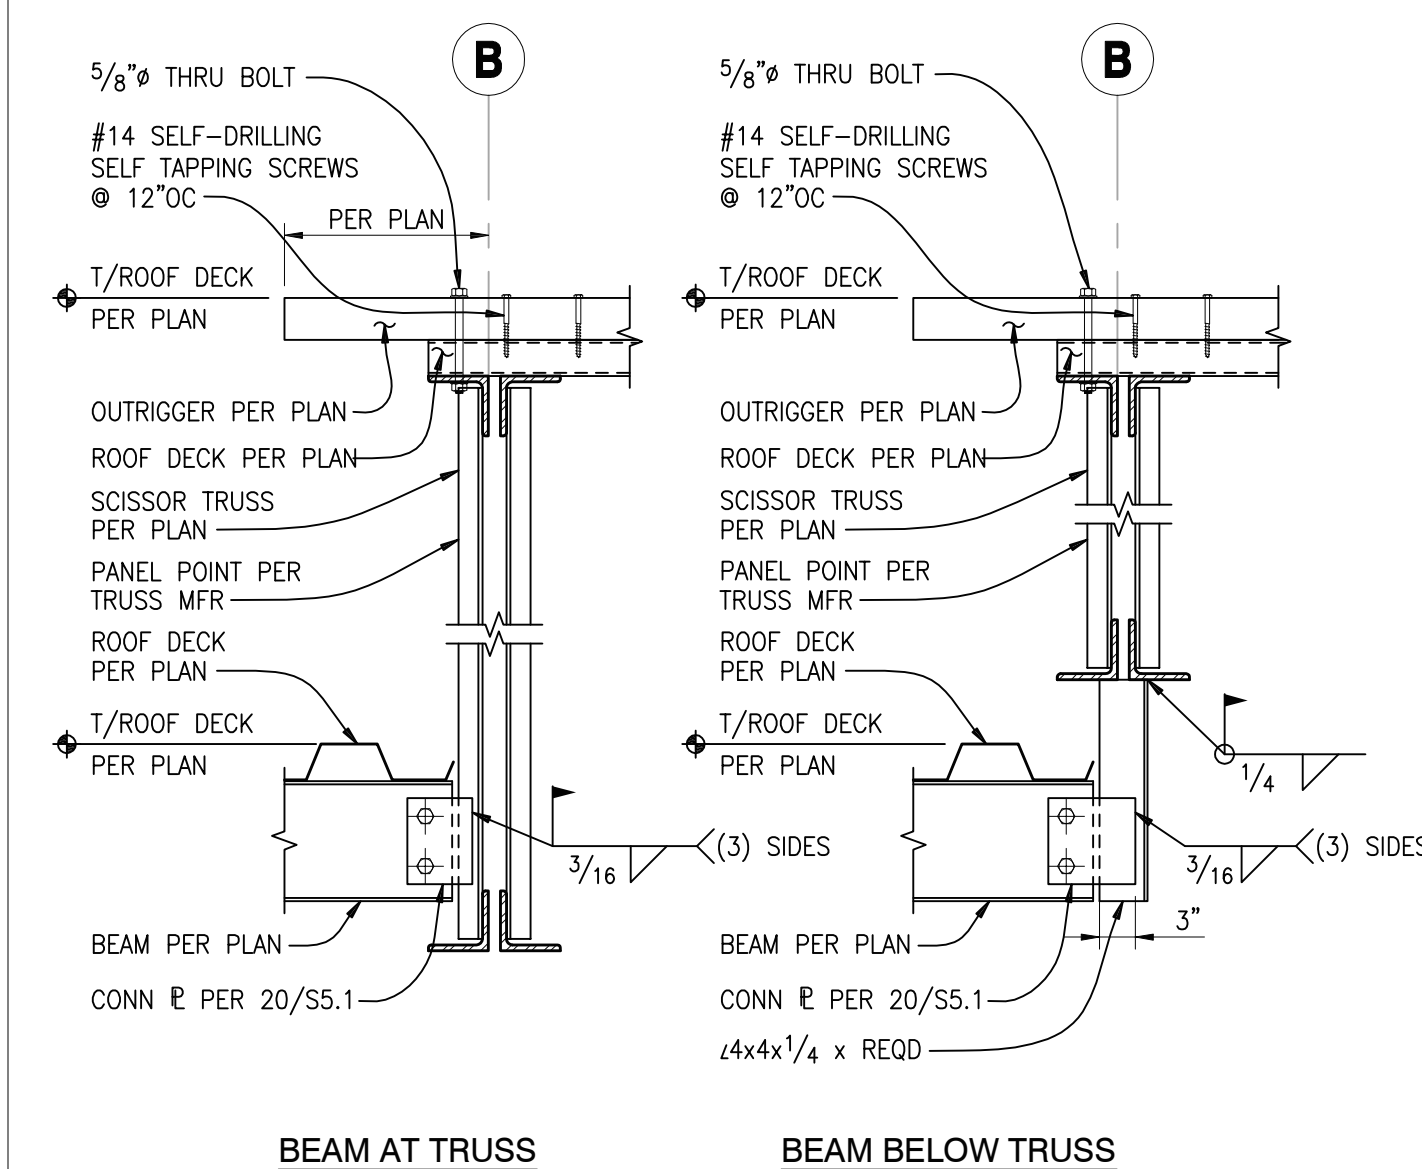 B
5/8"ø THRU BOLT
#14 SELF-DRILLING
SELF TAPPING SCREWS
@ 12"OC
PER PLAN
T/ROOF DECK
PER PLAN
OUTRIGGER PER PLAN
ROOF DECK PER PLAN
SCISSOR TRUSS
PER PLAN
PANEL POINT PER
TRUSS MFR
ROOF DECK
PER PLAN
T/ROOF DECK
PER PLAN
3/16
(3) SIDES
BEAM PER PLAN
CONN ℄ PER 20/S5.1
BEAM AT TRUSS
B
5/8"ø THRU BOLT
#14 SELF-DRILLING
SELF TAPPING SCREWS
@ 12"OC
T/ROOF DECK
PER PLAN
OUTRIGGER PER PLAN
ROOF DECK PER PLAN
SCISSOR TRUSS
PER PLAN
PANEL POINT PER
TRUSS MFR
ROOF DECK
PER PLAN
T/ROOF DECK
PER PLAN
1/4
3/16
(3) SIDES
3"
BEAM PER PLAN
CONN ℄ PER 20/S5.1
∠4x4x1/4 x REQD
BEAM BELOW TRUSS